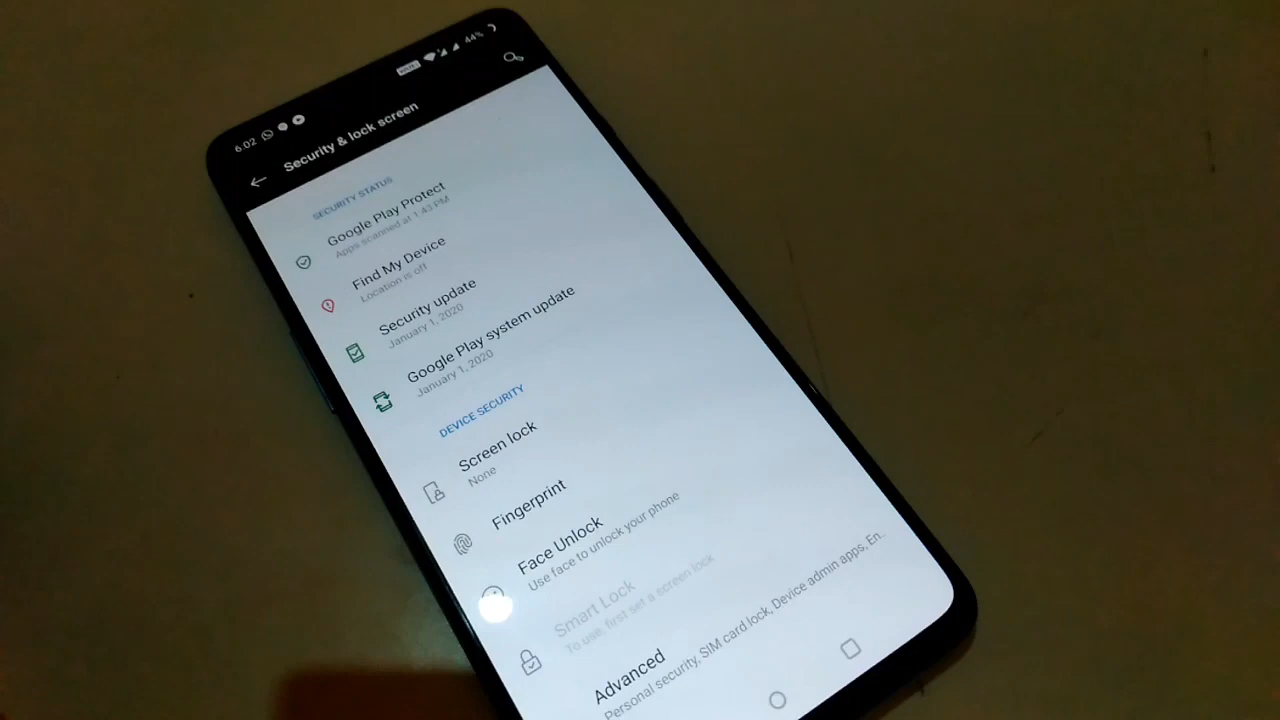 6.02
44%
Security & lock screen
SECURITY STATUS
Google Play Protect
Apps scanned at 1:43 PM
Find My Device
Location is off
Security update
January 1, 2020
Google Play system update
January 1, 2020
DEVICE SECURITY
Screen lock
None
Fingerprint
Face Unlock
Use face to unlock your phone
Smart Lock
To use, first set a screen lock
Advanced
Personal security, SIM card lock, Device admin apps, En..